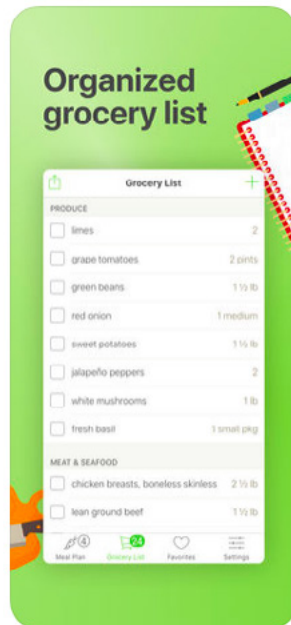 Organized
grocery list
Grocery List
PRODUCE
limes 2
grape tomatoes 2 pints
green beans 1 ½ lb
red onion 1 medium
sweet potatoes 1 ½ lb
jalapeño peppers 2
white mushrooms 1 lb
fresh basil 1 small pkg
MEAT & SEAFOOD
chicken breasts, boneless skinless 2 ½ lb
lean ground beef 1 ½ lb
4 24
Meal Plan Grocery List Favorites Settings